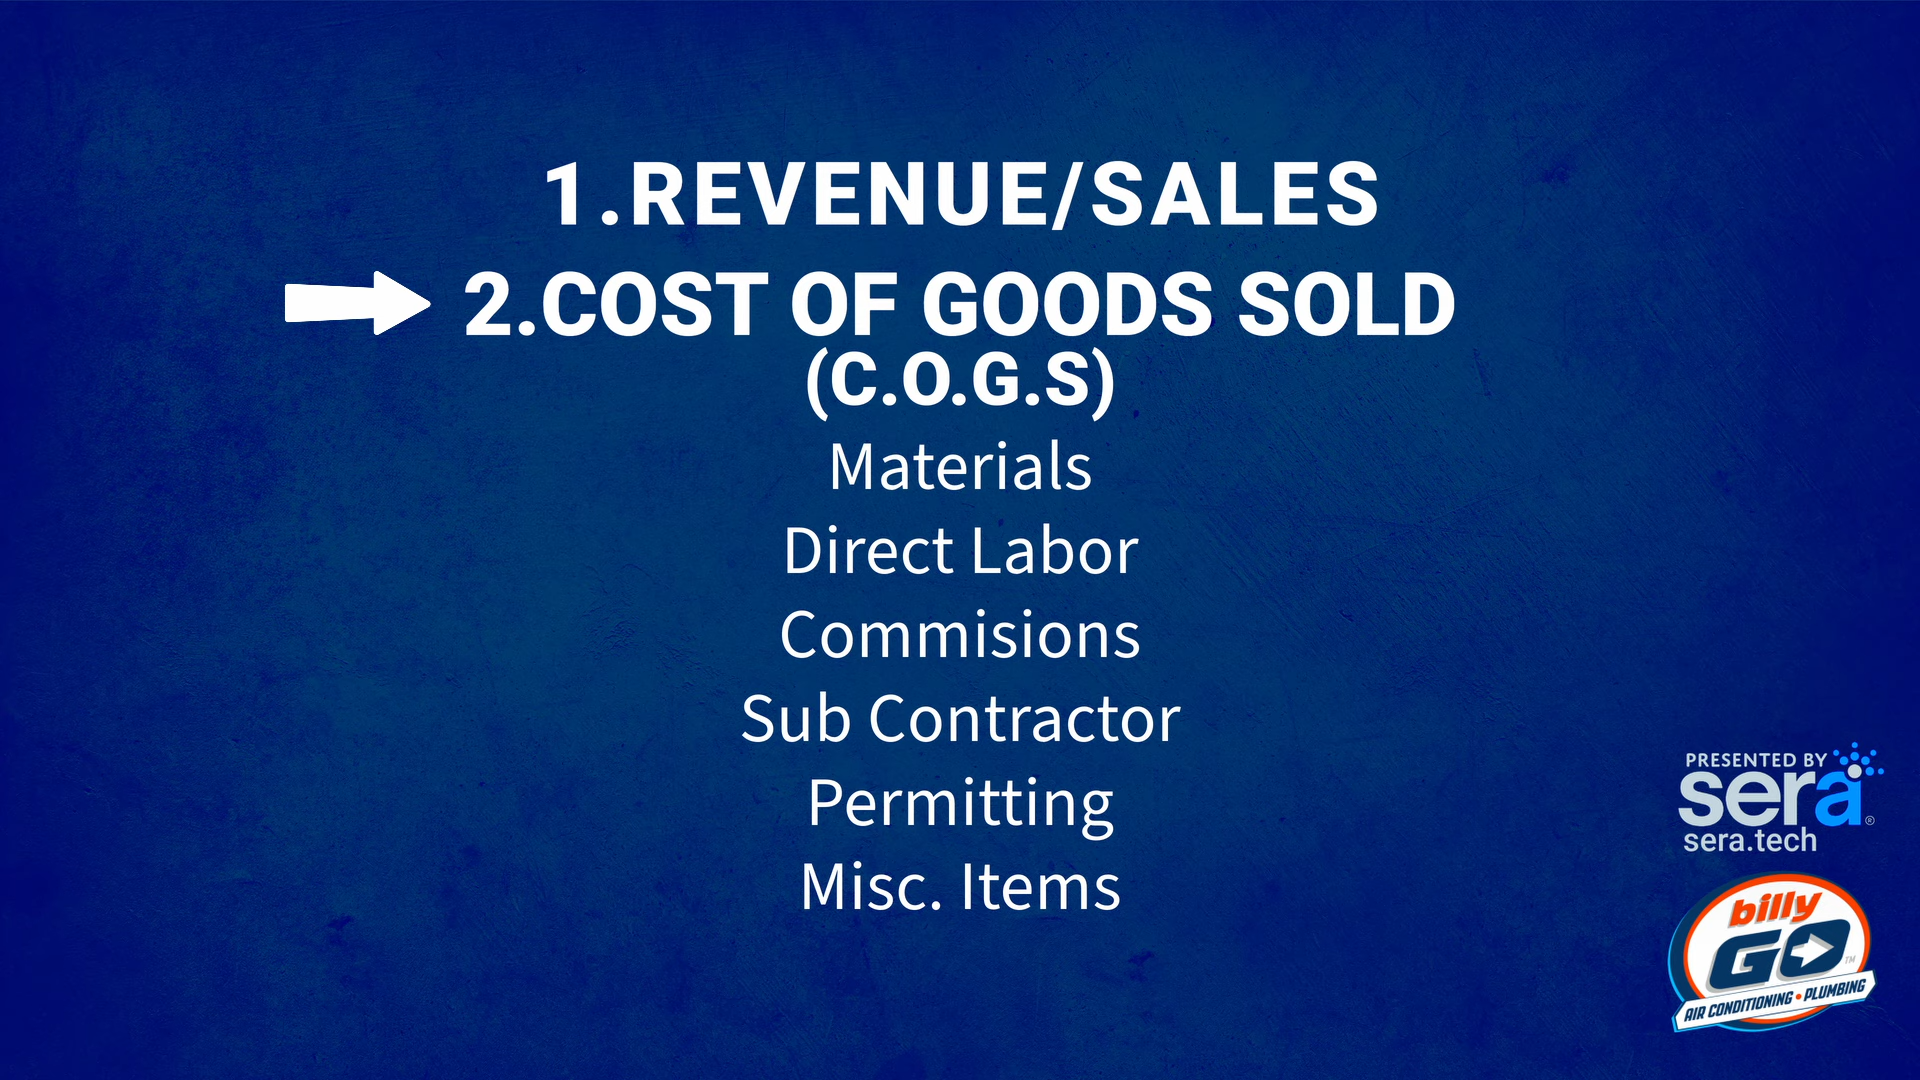 1.REVENUE/SALES
2.COST OF GOODS SOLD
(C.O.G.S)
Materials
Direct Labor
Commisions
Sub Contractor
Permitting
Misc. Items
PRESENTED BY
sera®
sera.tech
billy
GO™
AIR CONDITIONING • PLUMBING